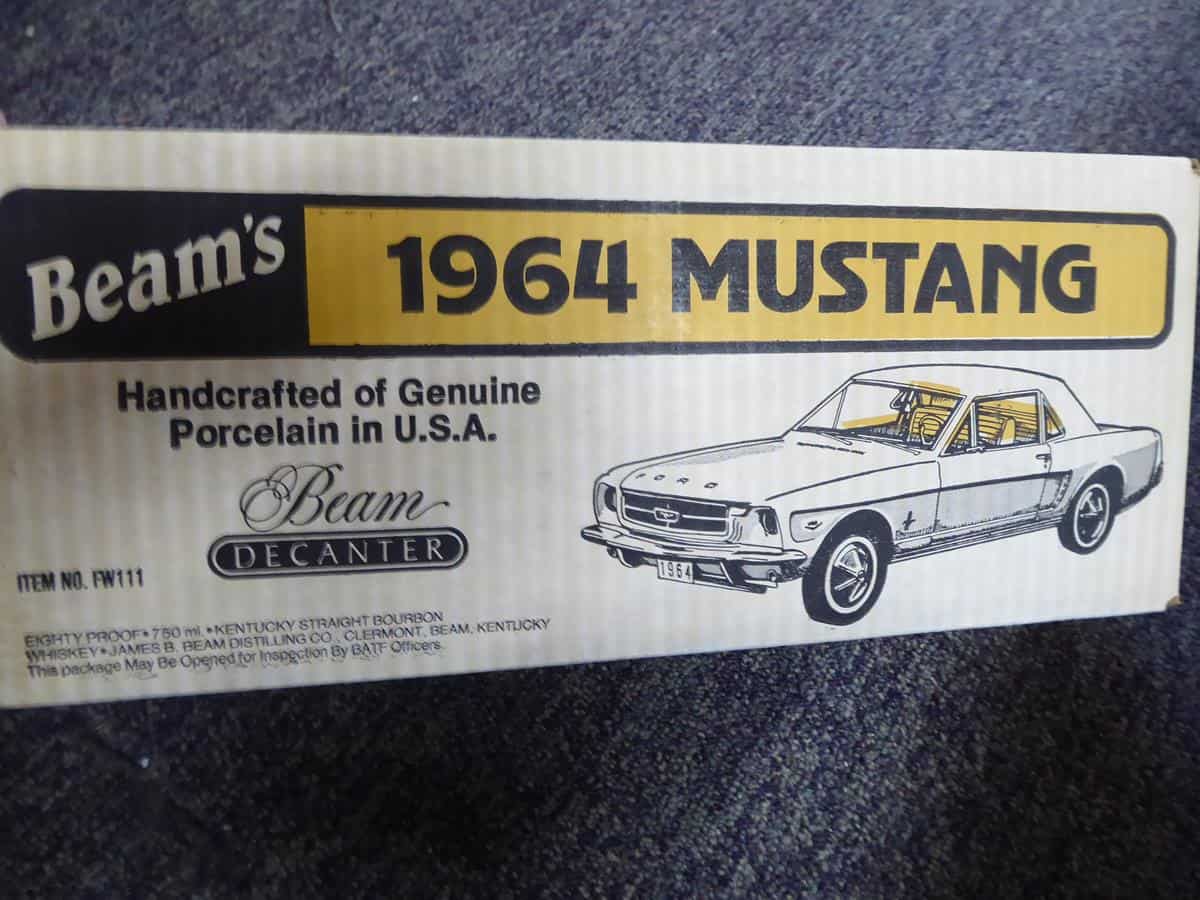 Beam's 1964 MUSTANG
Handcrafted of Genuine
Porcelain in U.S.A.
Beam
DECANTER
ITEM NO. FW111
EIGHTY PROOF•750 ml.•KENTUCKY STRAIGHT BOURBON
WHISKEY•JAMES B. BEAM DISTILLING CO., CLERMONT, BEAM, KENTUCKY
This package May Be Opened for Inspection By BATF Officers.
FORD
1964